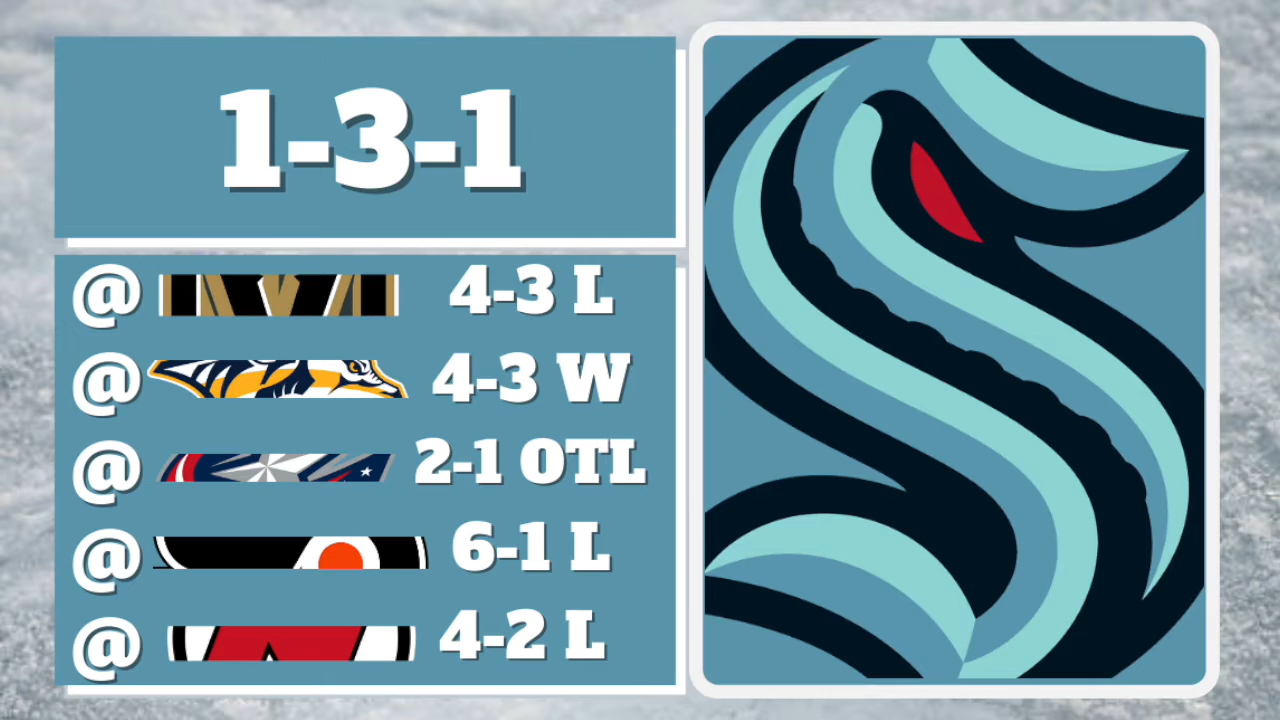 1-3-1
@ 4-3 L
@ 4-3 W
@ 2-1 OTL
@ 6-1 L
@ 4-2 L